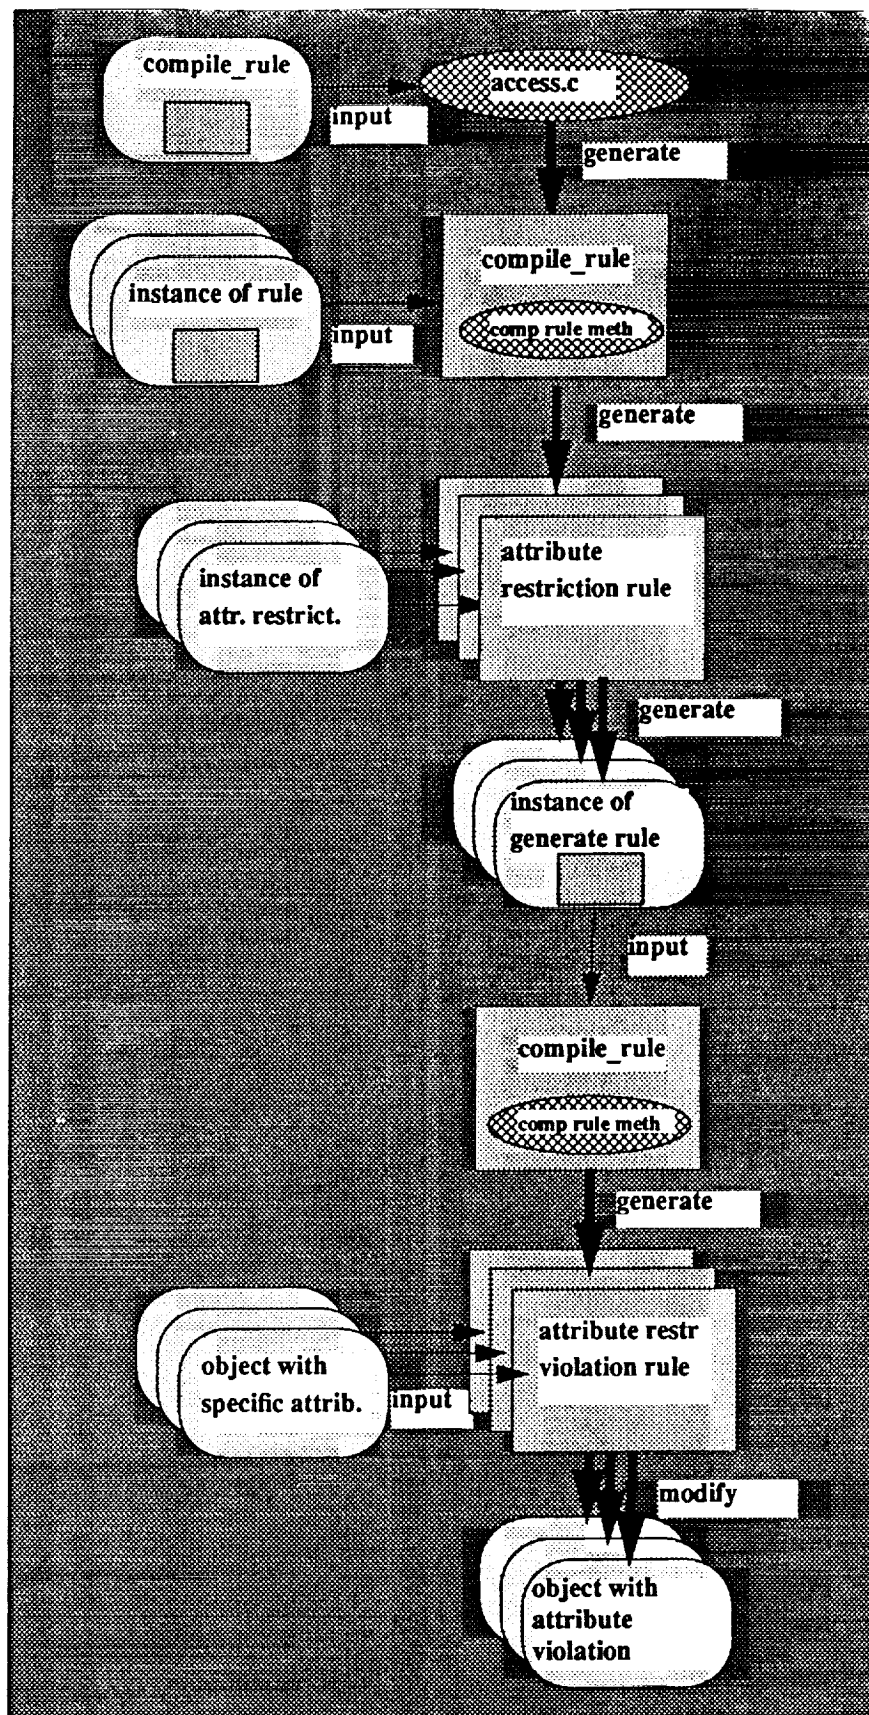 compile_rule
access.c
input
generate
compile_rule
instance of rule
comp rule meth
input
generate
attribute
restriction rule
instance of
attr. restrict.
generate
instance of
generate rule
input
compile_rule
comp rule meth
generate
attribute restr
violation rule
object with
specific attrib.
input
modify
object with
attribute
violation